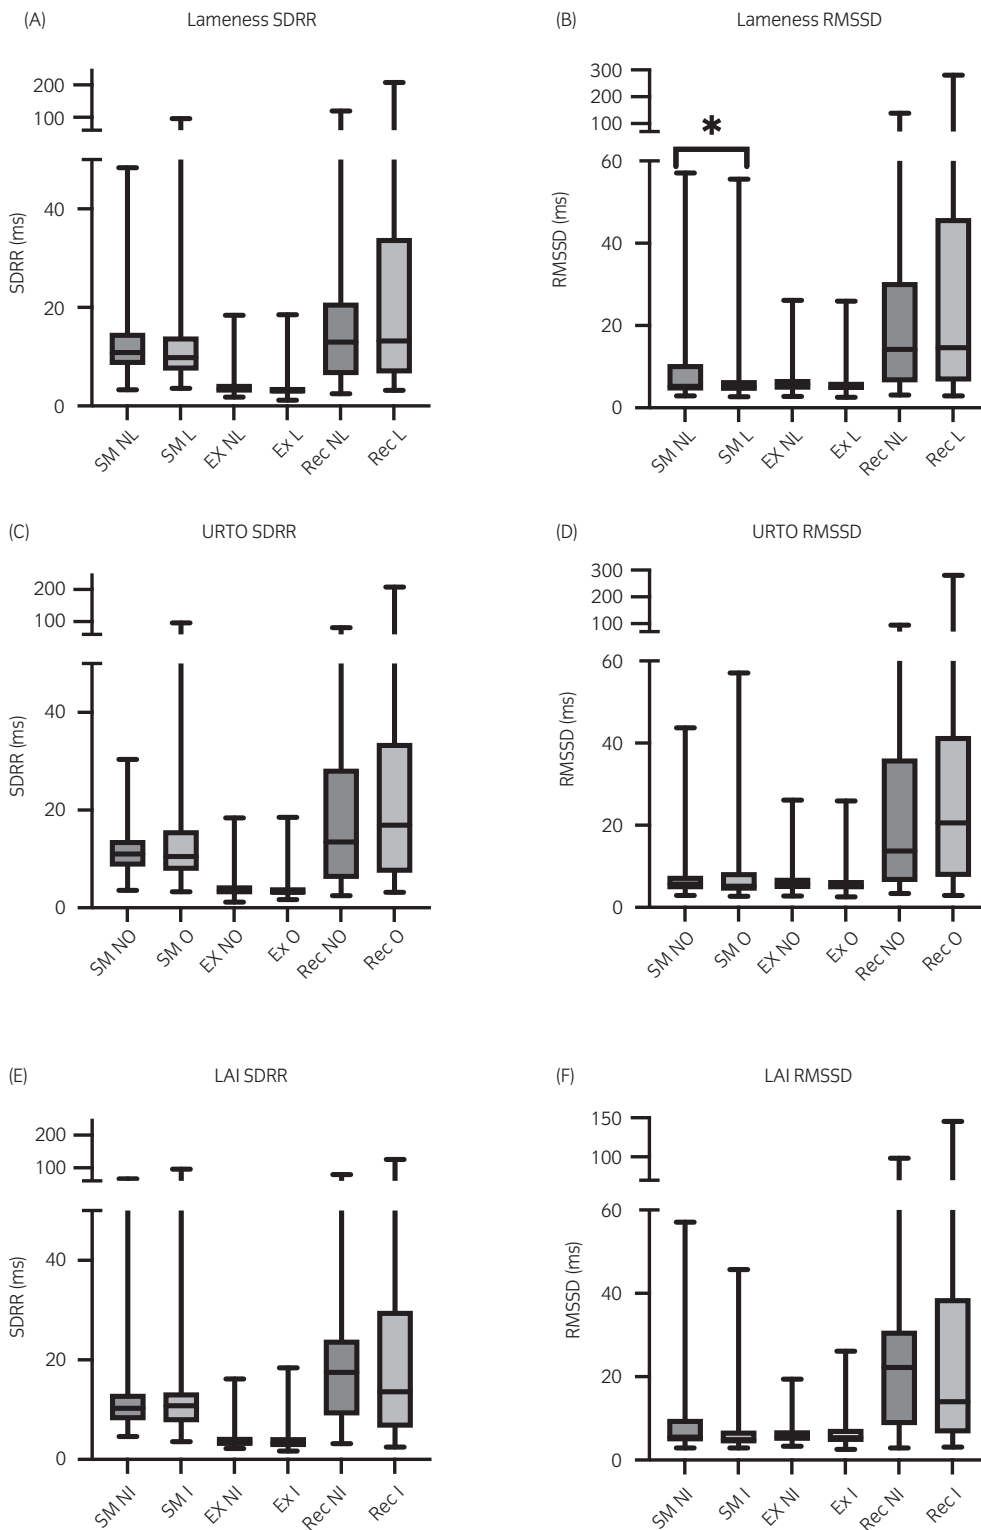 (A) Lameness SDRR
200
100
40
20
0
SDRR (ms)
SM NL
SM L
EX NL
Ex L
Rec NL
Rec L
(B) Lameness RMSSD
300
200
100
*
60
40
20
0
RMSSD (ms)
SM NL
SM L
EX NL
Ex L
Rec NL
Rec L
(C) URTO SDRR
200
100
40
20
0
SDRR (ms)
SM NO
SM O
EX NO
Ex O
Rec NO
Rec O
(D) URTO RMSSD
300
200
100
60
40
20
0
RMSSD (ms)
SM NO
SM O
EX NO
Ex O
Rec NO
Rec O
(E) LAI SDRR
200
100
40
20
0
SDRR (ms)
SM NI
SM I
EX NI
Ex I
Rec NI
Rec I
(F) LAI RMSSD
150
100
60
40
20
0
RMSSD (ms)
SM NI
SM I
EX NI
Ex I
Rec NI
Rec I